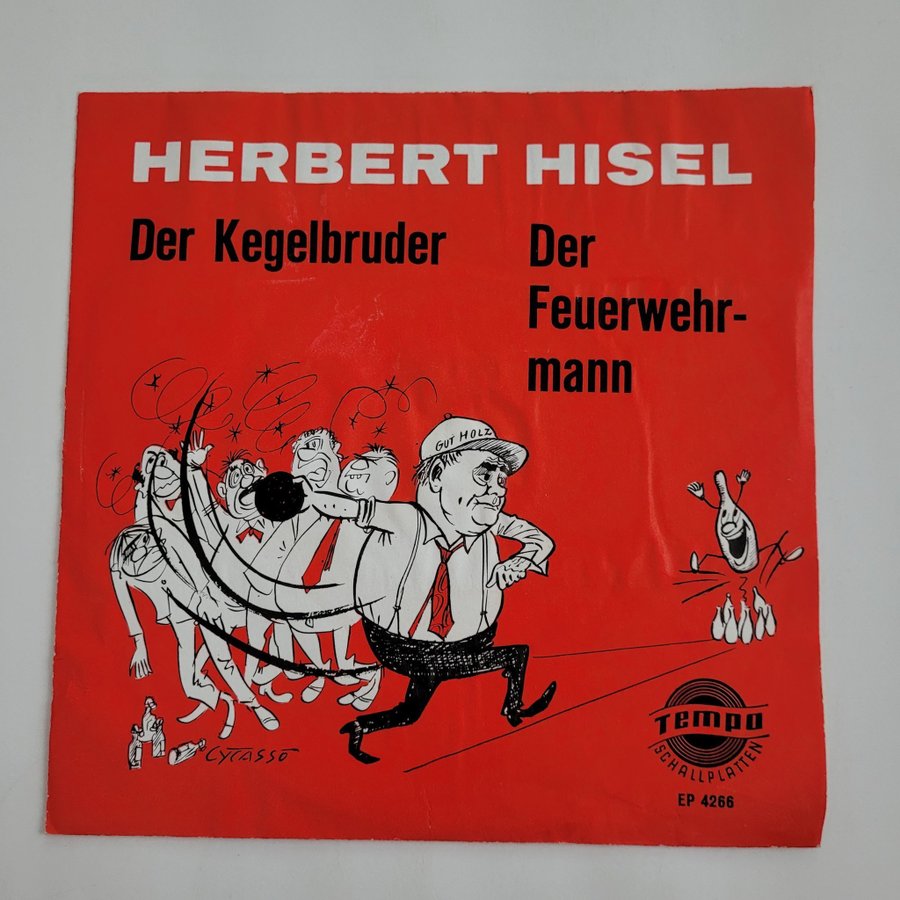 HERBERT HISEL
Der Kegelbruder
Der
Feuerwehr-
mann
GUT HOLZ
CYTASSO
Tempo
SCHALLPLATTEN
EP 4266